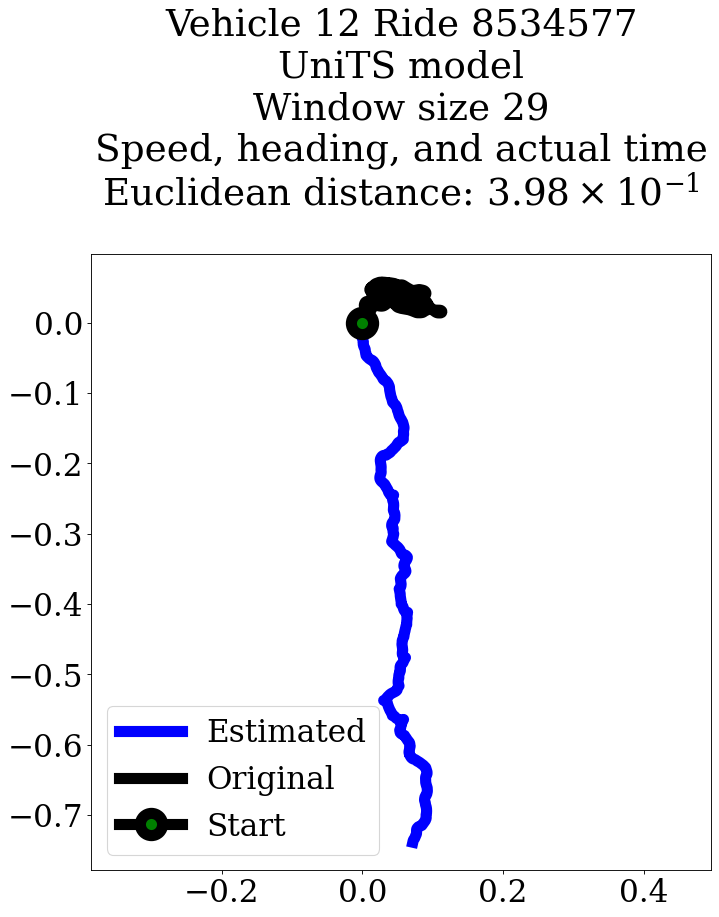 Vehicle 12 Ride 8534577
UniTS model
Window size 29
Speed, heading, and actual time
Euclidean distance: $3.98 \times 10^{-1}$
0.0
−0.1
−0.2
−0.3
−0.4
−0.5
−0.6
−0.7
Estimated
Original
Start
−0.2 0.0 0.2 0.4